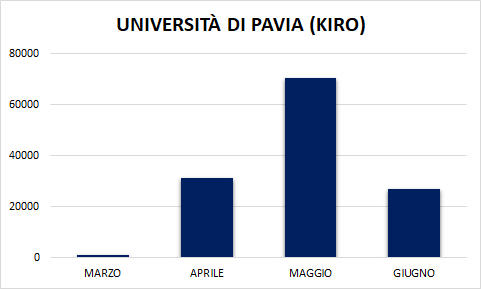 UNIVERSITÀ DI PAVIA (KIRO)
80000
60000
40000
20000
0
MARZO APRILE MAGGIO GIUGNO